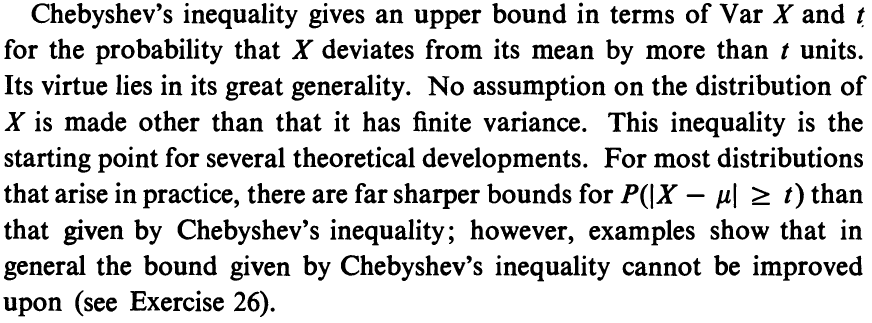 Chebyshev's inequality gives an upper bound in terms of Var X and t
for the probability that X deviates from its mean by more than t units.
Its virtue lies in its great generality. No assumption on the distribution of
X is made other than that it has finite variance. This inequality is the
starting point for several theoretical developments. For most distributions
that arise in practice, there are far sharper bounds for P(|X − μ| ≥ t) than
that given by Chebyshev's inequality; however, examples show that in
general the bound given by Chebyshev's inequality cannot be improved
upon (see Exercise 26).